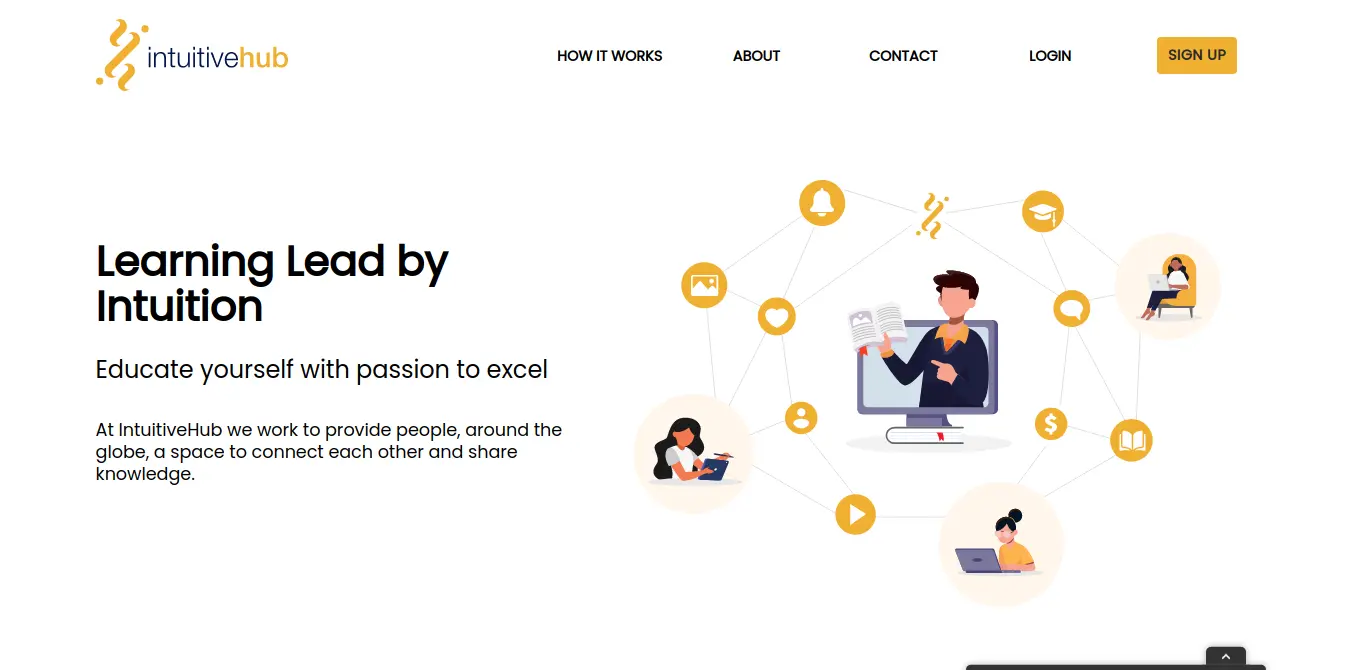 intuitivehub
HOW IT WORKS
ABOUT
CONTACT
LOGIN
SIGN UP
Learning Lead by
Intuition
Educate yourself with passion to excel
At IntuitiveHub we work to provide people, around the
globe, a space to connect each other and share
knowledge.
$